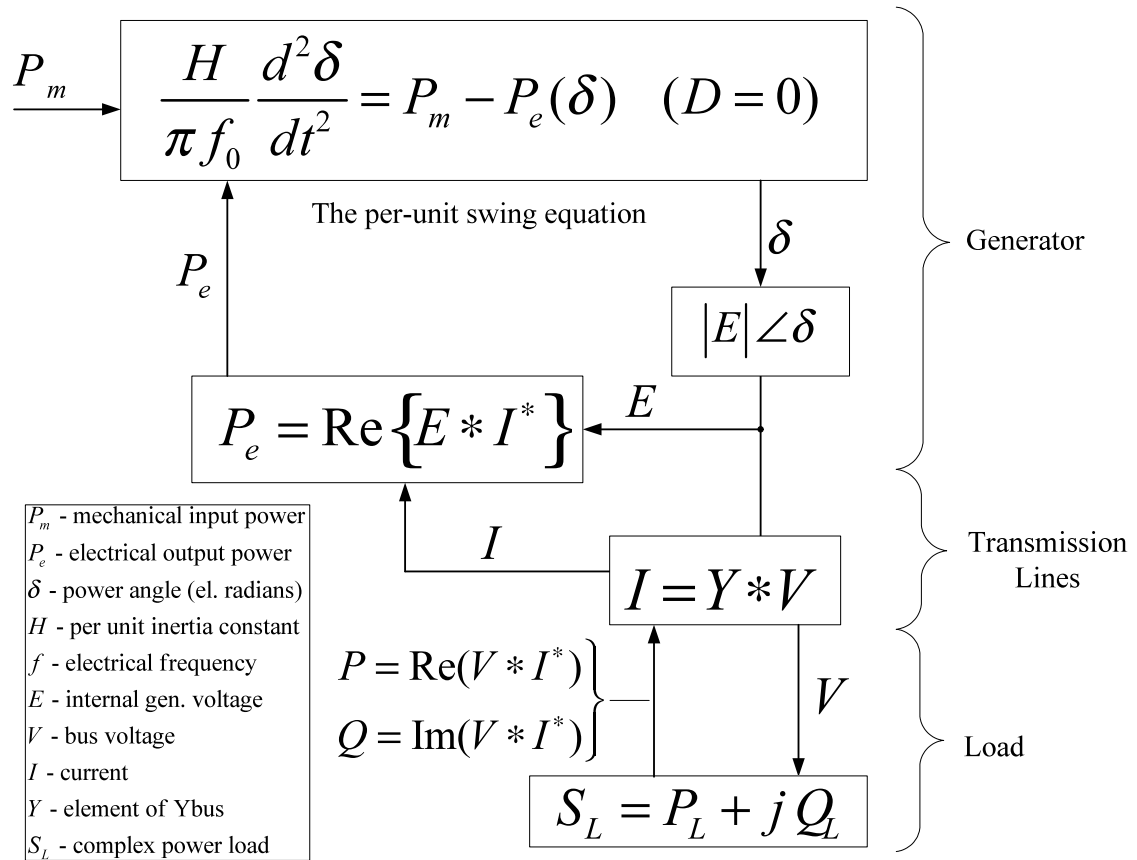 P_m
H/(π f_0) d²δ/dt² = P_m − P_e(δ) (D = 0)
The per-unit swing equation
δ
Generator
P_e
|E|∠δ
E
P_e = Re{E * I^*}
I
Transmission
Lines
I = Y * V
P = Re(V * I^*)
Q = Im(V * I^*)
V
Load
S_L = P_L + j Q_L
P_m - mechanical input power
P_e - electrical output power
δ - power angle (el. radians)
H - per unit inertia constant
f - electrical frequency
E - internal gen. voltage
V - bus voltage
I - current
Y - element of Ybus
S_L - complex power load